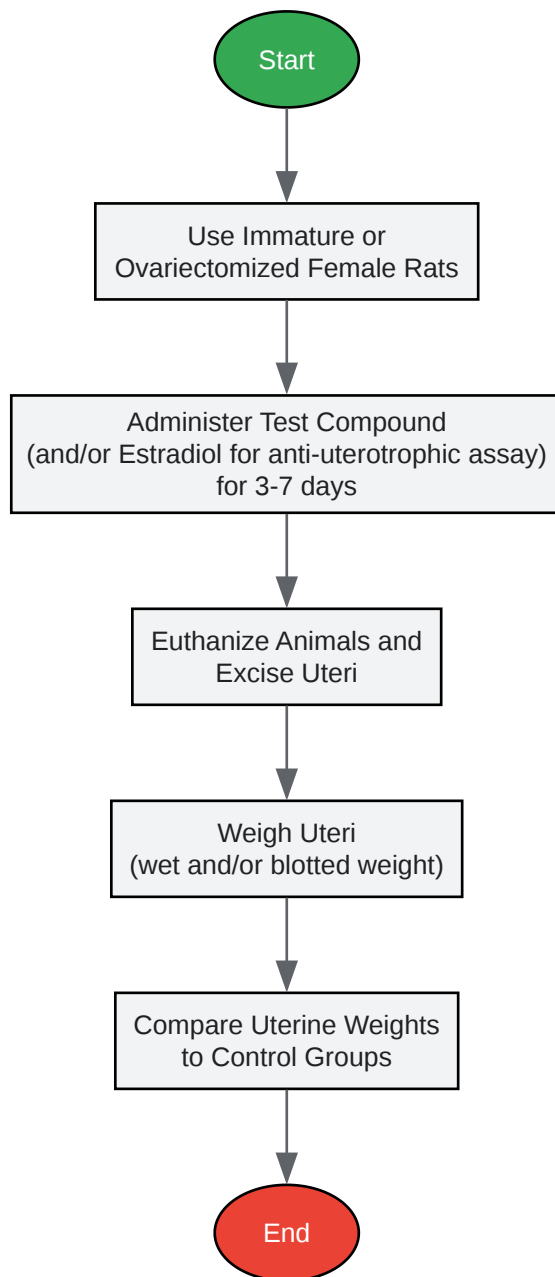 Start
Use Immature or
Ovariectomized Female Rats
Administer Test Compound
(and/or Estradiol for anti-uterotrophic assay)
for 3-7 days
Euthanize Animals and
Excise Uteri
Weigh Uteri
(wet and/or blotted weight)
Compare Uterine Weights
to Control Groups
End